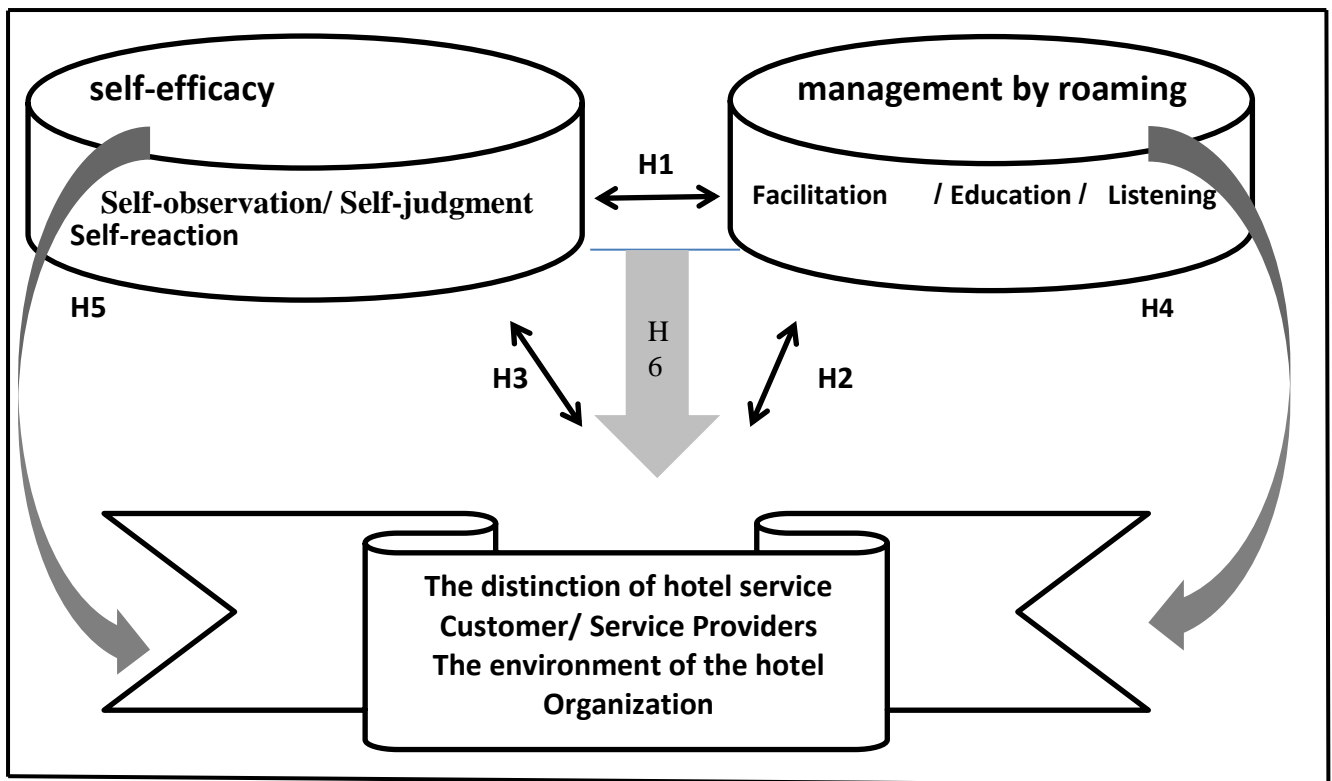 self-efficacy
management by roaming
H1
Self-observation/ Self-judgment
Self-reaction
Facilitation / Education / Listening
H5
H4
H
6
H3
H2
The distinction of hotel service
Customer/ Service Providers
The environment of the hotel
Organization